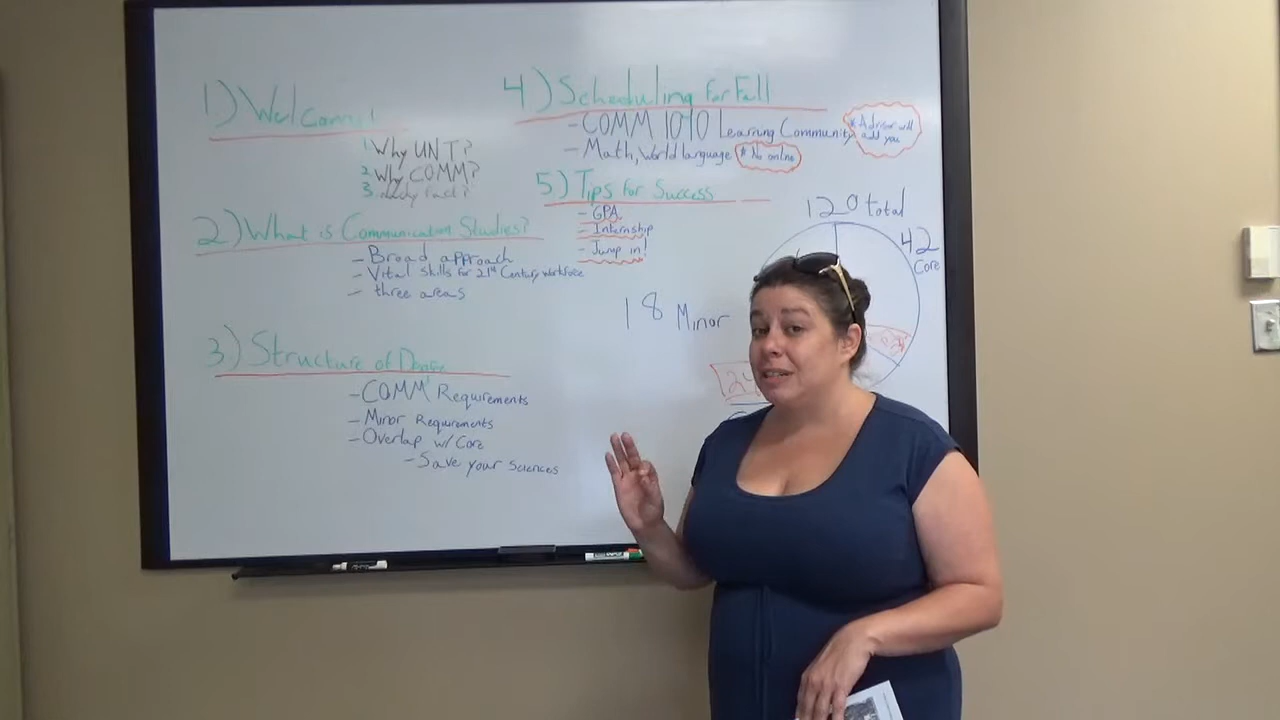 1) Welcome!
1. Why UNT?
2. Why COMM?
3. fact?
2) What is Communication Studies?
- Broad approach
- Vital skills for 21st Century workforce
- three areas
3) Structure of Degree
- COMM Requirements
- Minor Requirements
- Overlap w/ Core
- Save your sciences
4) Scheduling for Fall
- COMM 1010 Learning Community
* Advisor will
add you
- Math, World language * No online
5) Tips for Success
- GPA
- Internship
- Jump in!
120 total
42
Core
18 Minor